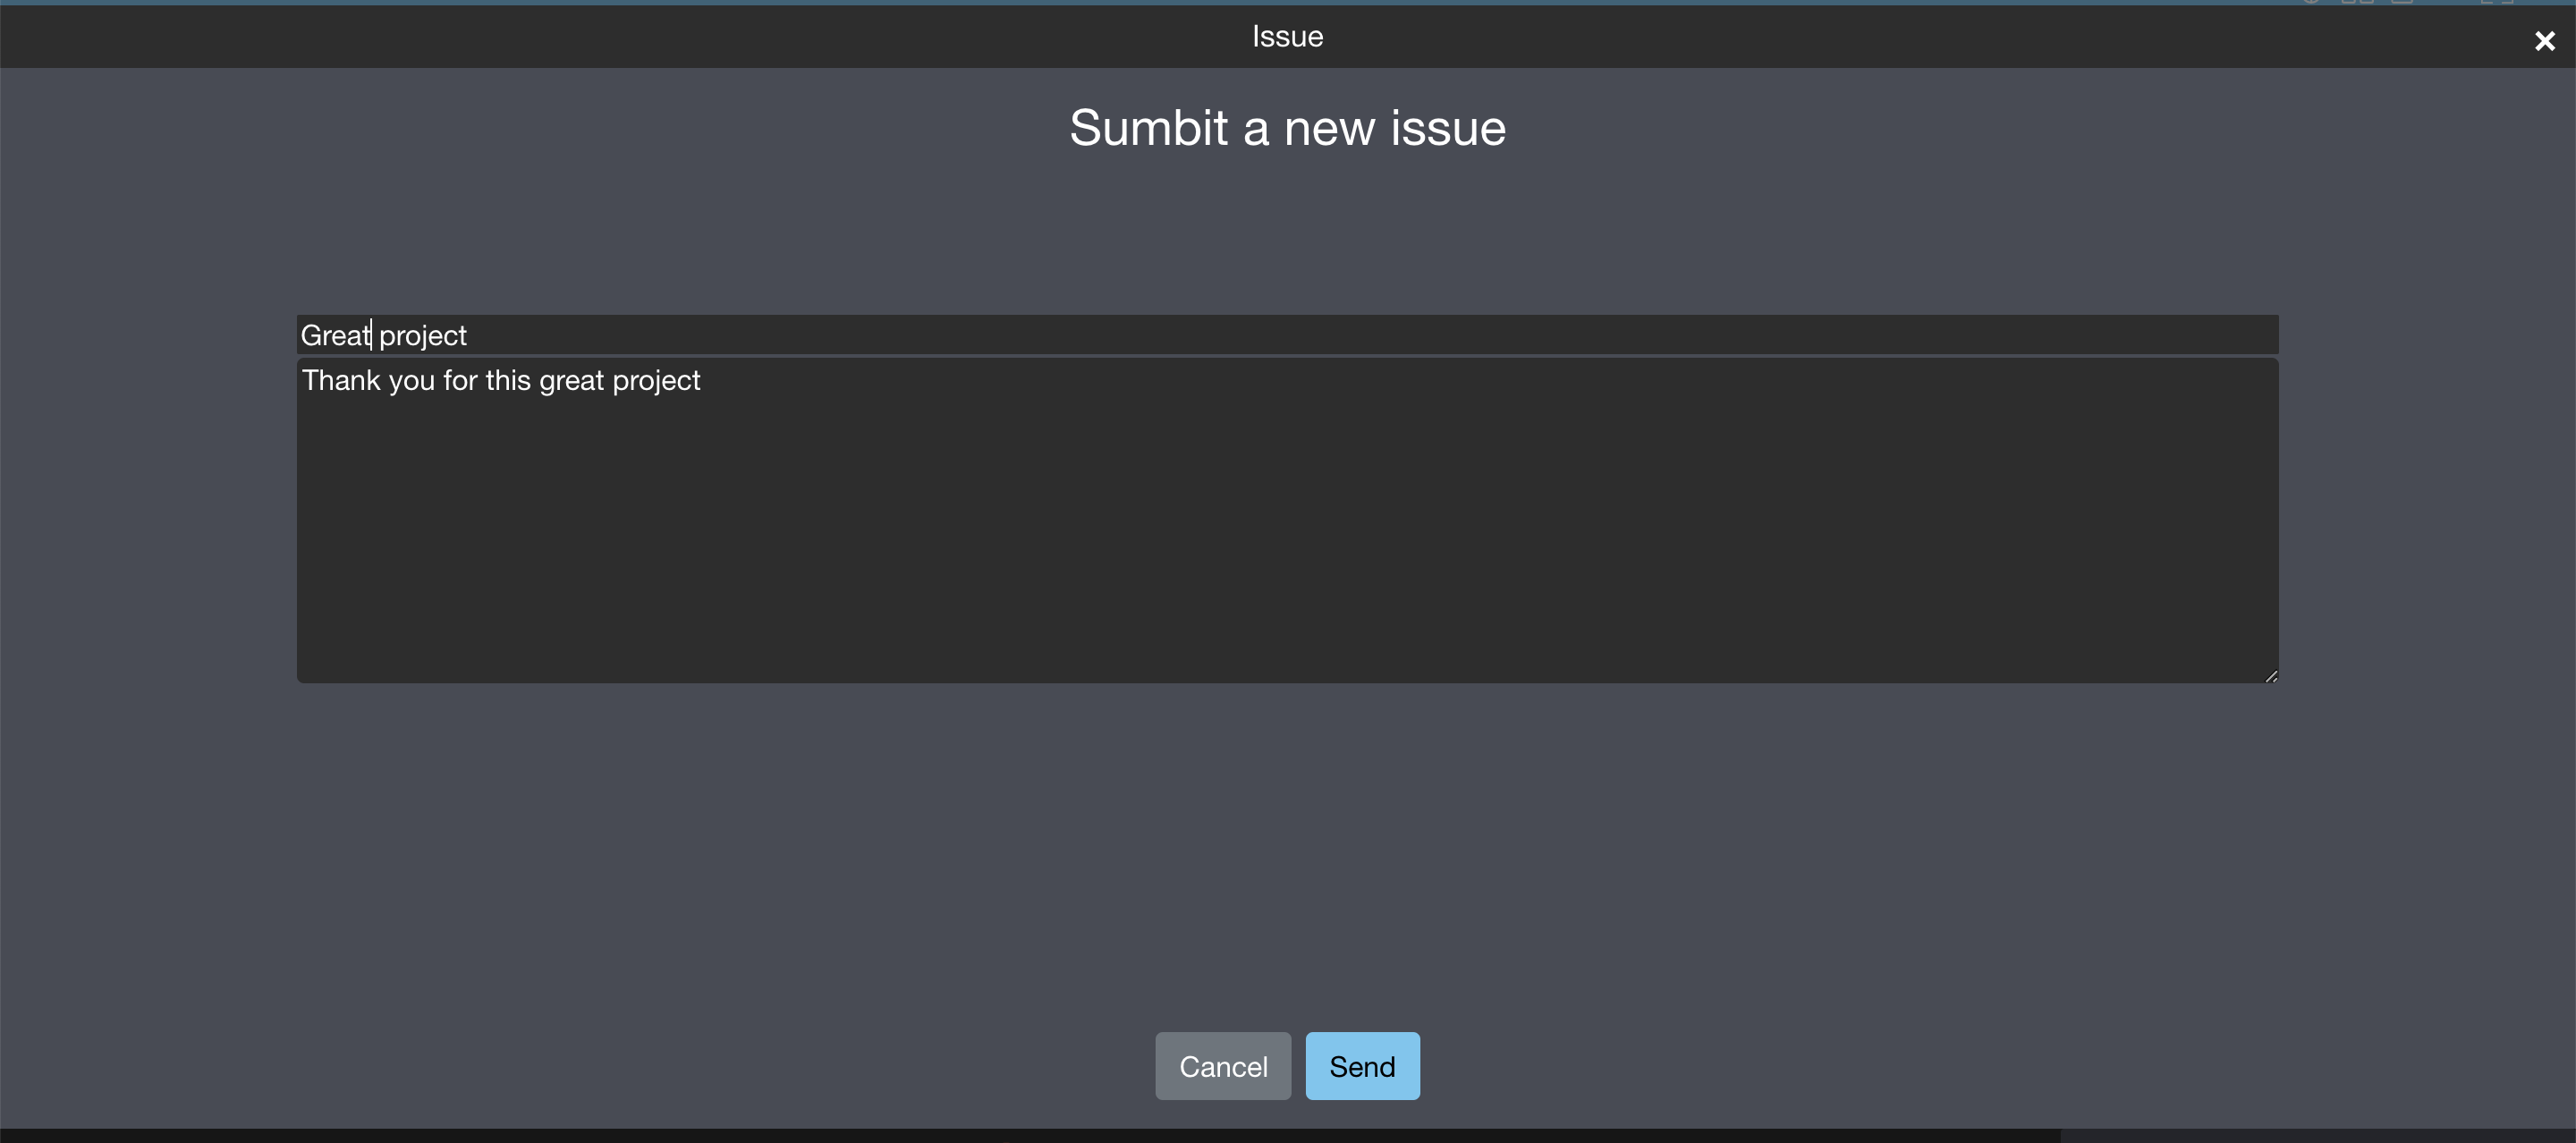 Issue
Sumbit a new issue
Great project
Thank you for this great project
Cancel
Send